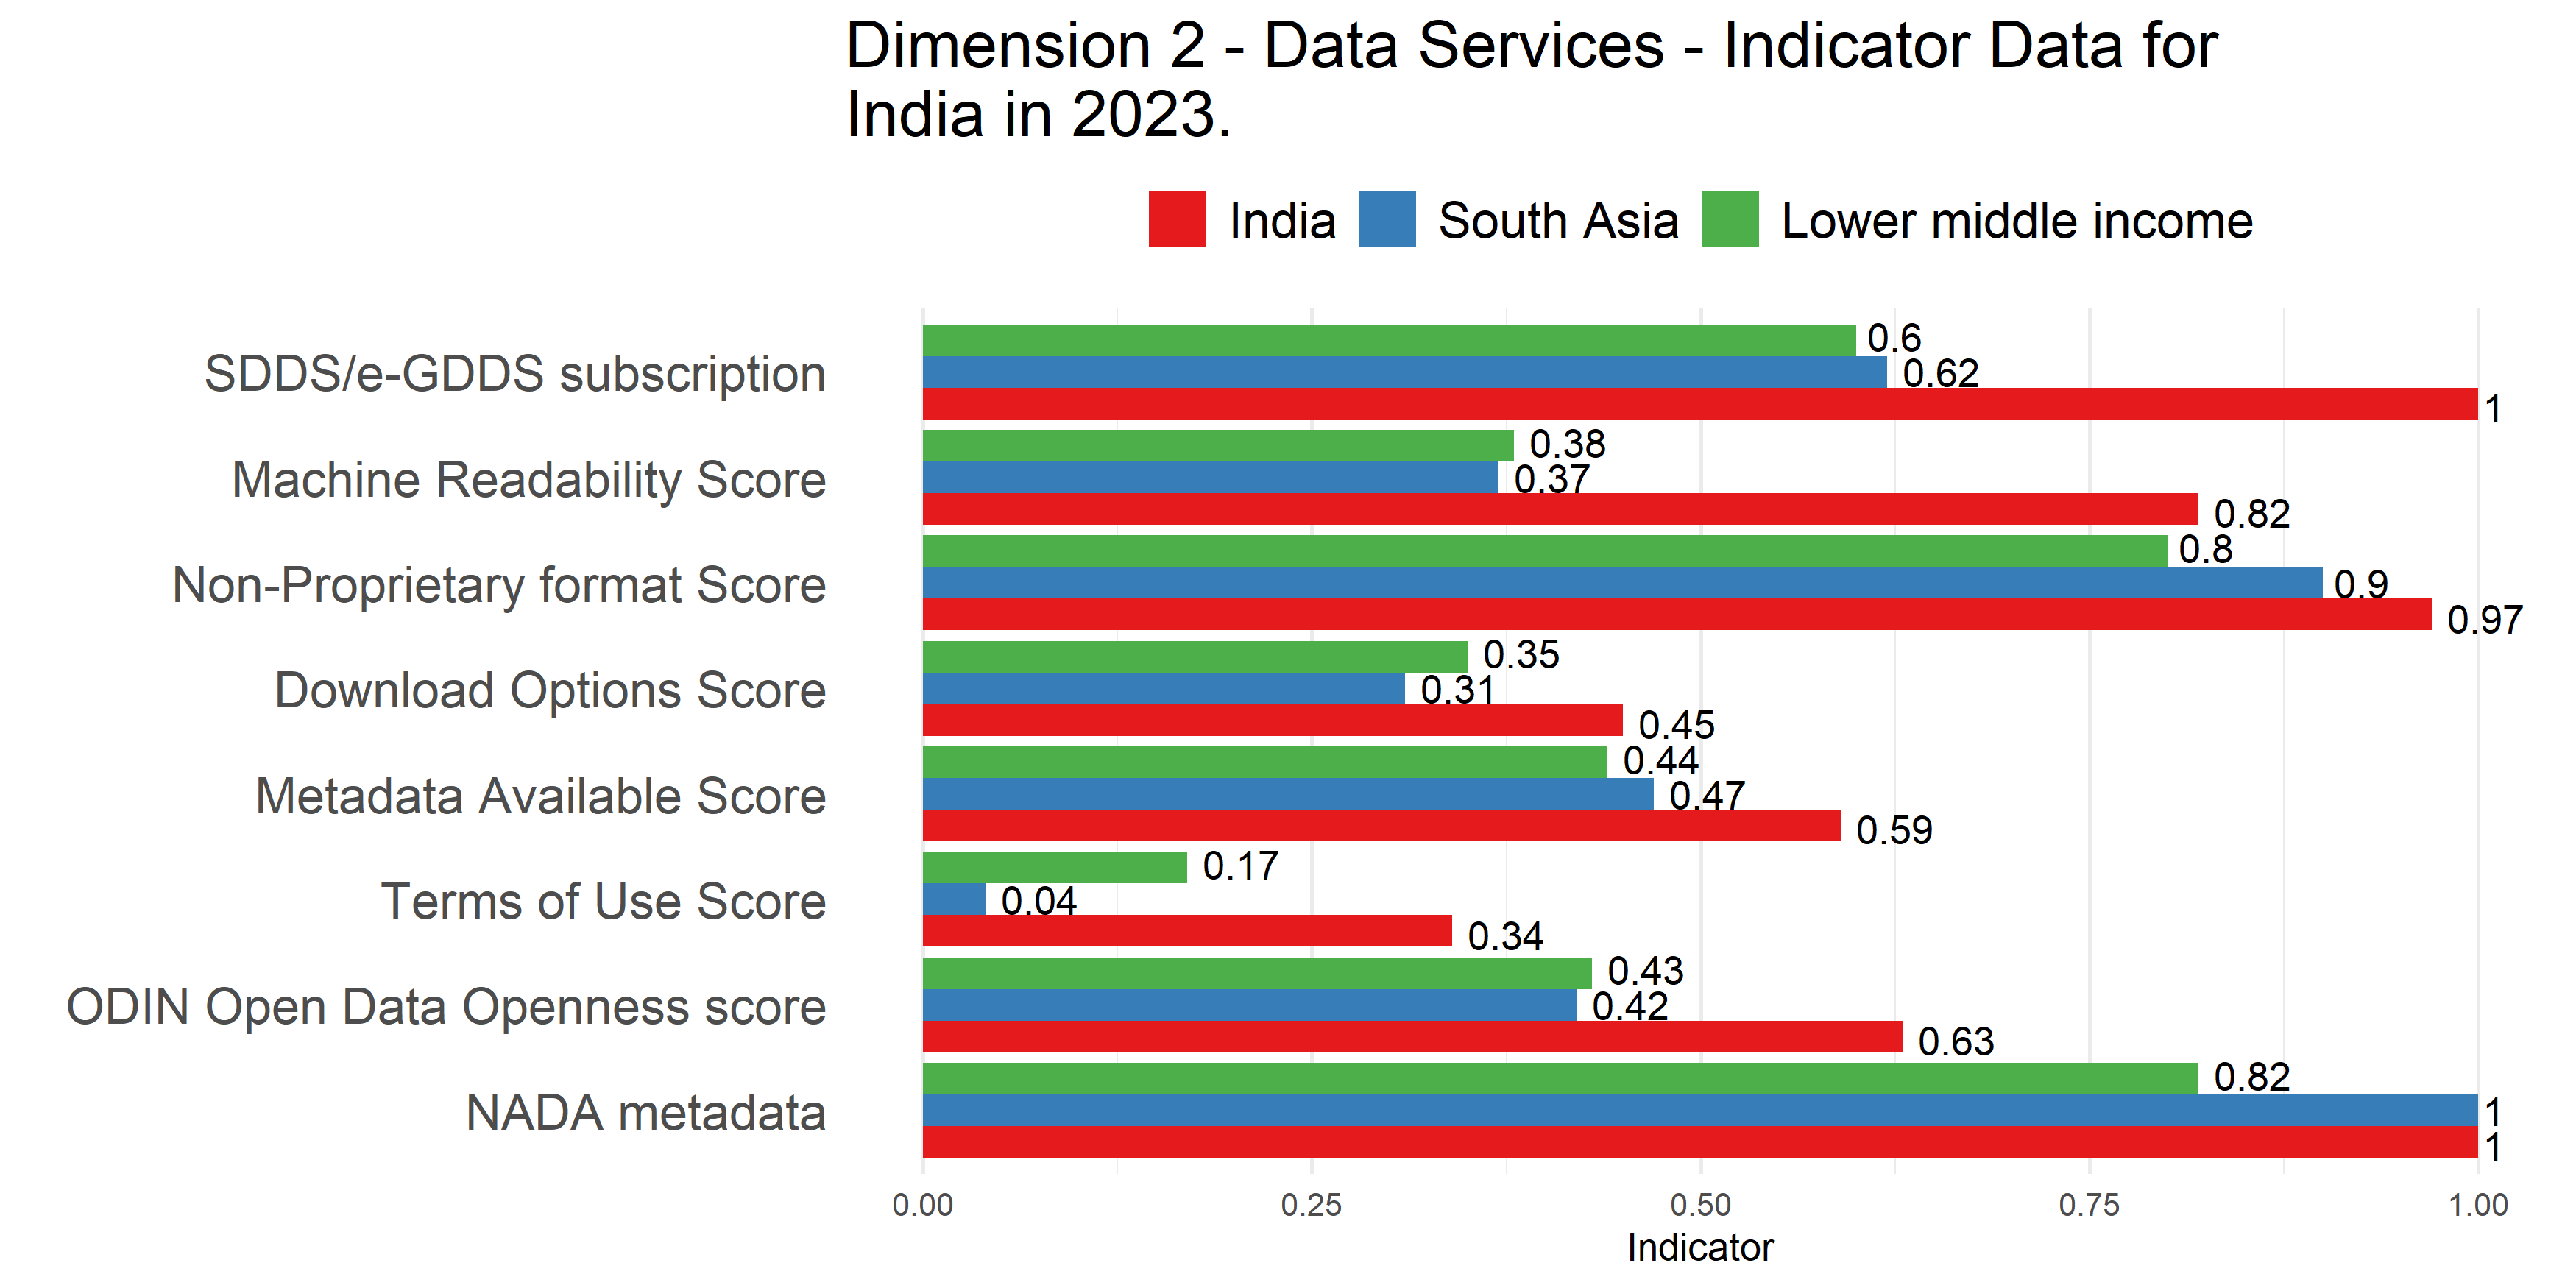 Dimension 2 - Data Services - Indicator Data for
India in 2023.
India South Asia Lower middle income
SDDS/e-GDDS subscription
0.6
0.62
1
Machine Readability Score
0.38
0.37
0.82
Non-Proprietary format Score
0.8
0.9
0.97
Download Options Score
0.35
0.31
0.45
Metadata Available Score
0.44
0.47
0.59
Terms of Use Score
0.17
0.04
0.34
ODIN Open Data Openness score
0.43
0.42
0.63
NADA metadata
0.82
1
1
0.00 0.25 0.50 0.75 1.00
Indicator